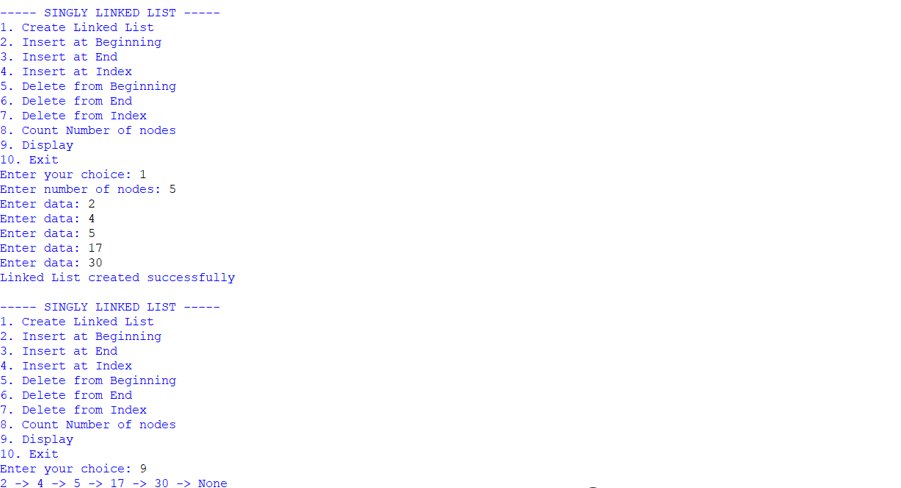 ----- SINGLY LINKED LIST -----
1. Create Linked List
2. Insert at Beginning
3. Insert at End
4. Insert at Index
5. Delete from Beginning
6. Delete from End
7. Delete from Index
8. Count Number of nodes
9. Display
10. Exit
Enter your choice: 1
Enter number of nodes: 5
Enter data: 2
Enter data: 4
Enter data: 5
Enter data: 17
Enter data: 30
Linked List created successfully
----- SINGLY LINKED LIST -----
1. Create Linked List
2. Insert at Beginning
3. Insert at End
4. Insert at Index
5. Delete from Beginning
6. Delete from End
7. Delete from Index
8. Count Number of nodes
9. Display
10. Exit
Enter your choice: 9
2 -> 4 -> 5 -> 17 -> 30 -> None